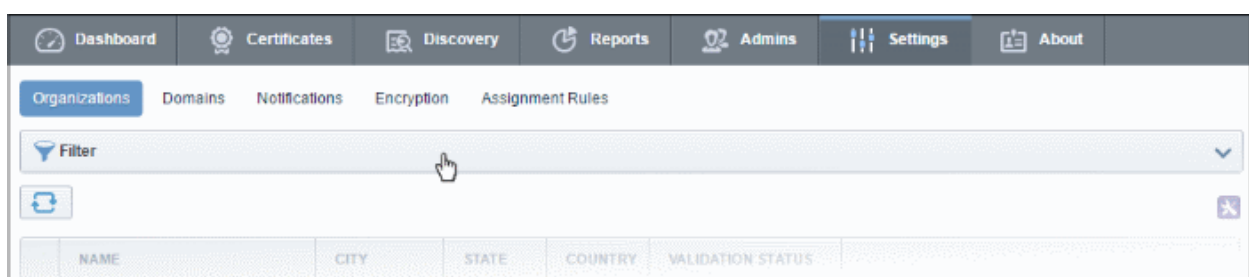 Dashboard Certificates Discovery Reports Admins Settings About
Organizations Domains Notifications Encryption Assignment Rules
Filter
NAME CITY STATE COUNTRY VALIDATION STATUS